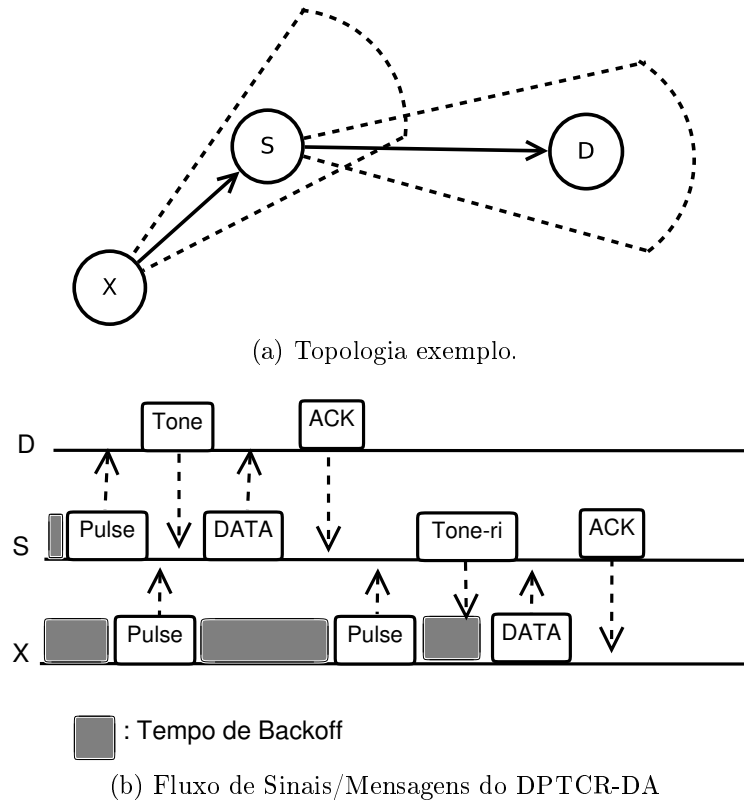 S
D
X
(a) Topologia exemplo.
Tone
ACK
D
Pulse
DATA
Tone-ri
ACK
S
Pulse
Pulse
DATA
X
: Tempo de Backoff
(b) Fluxo de Sinais/Mensagens do DPTCR-DA